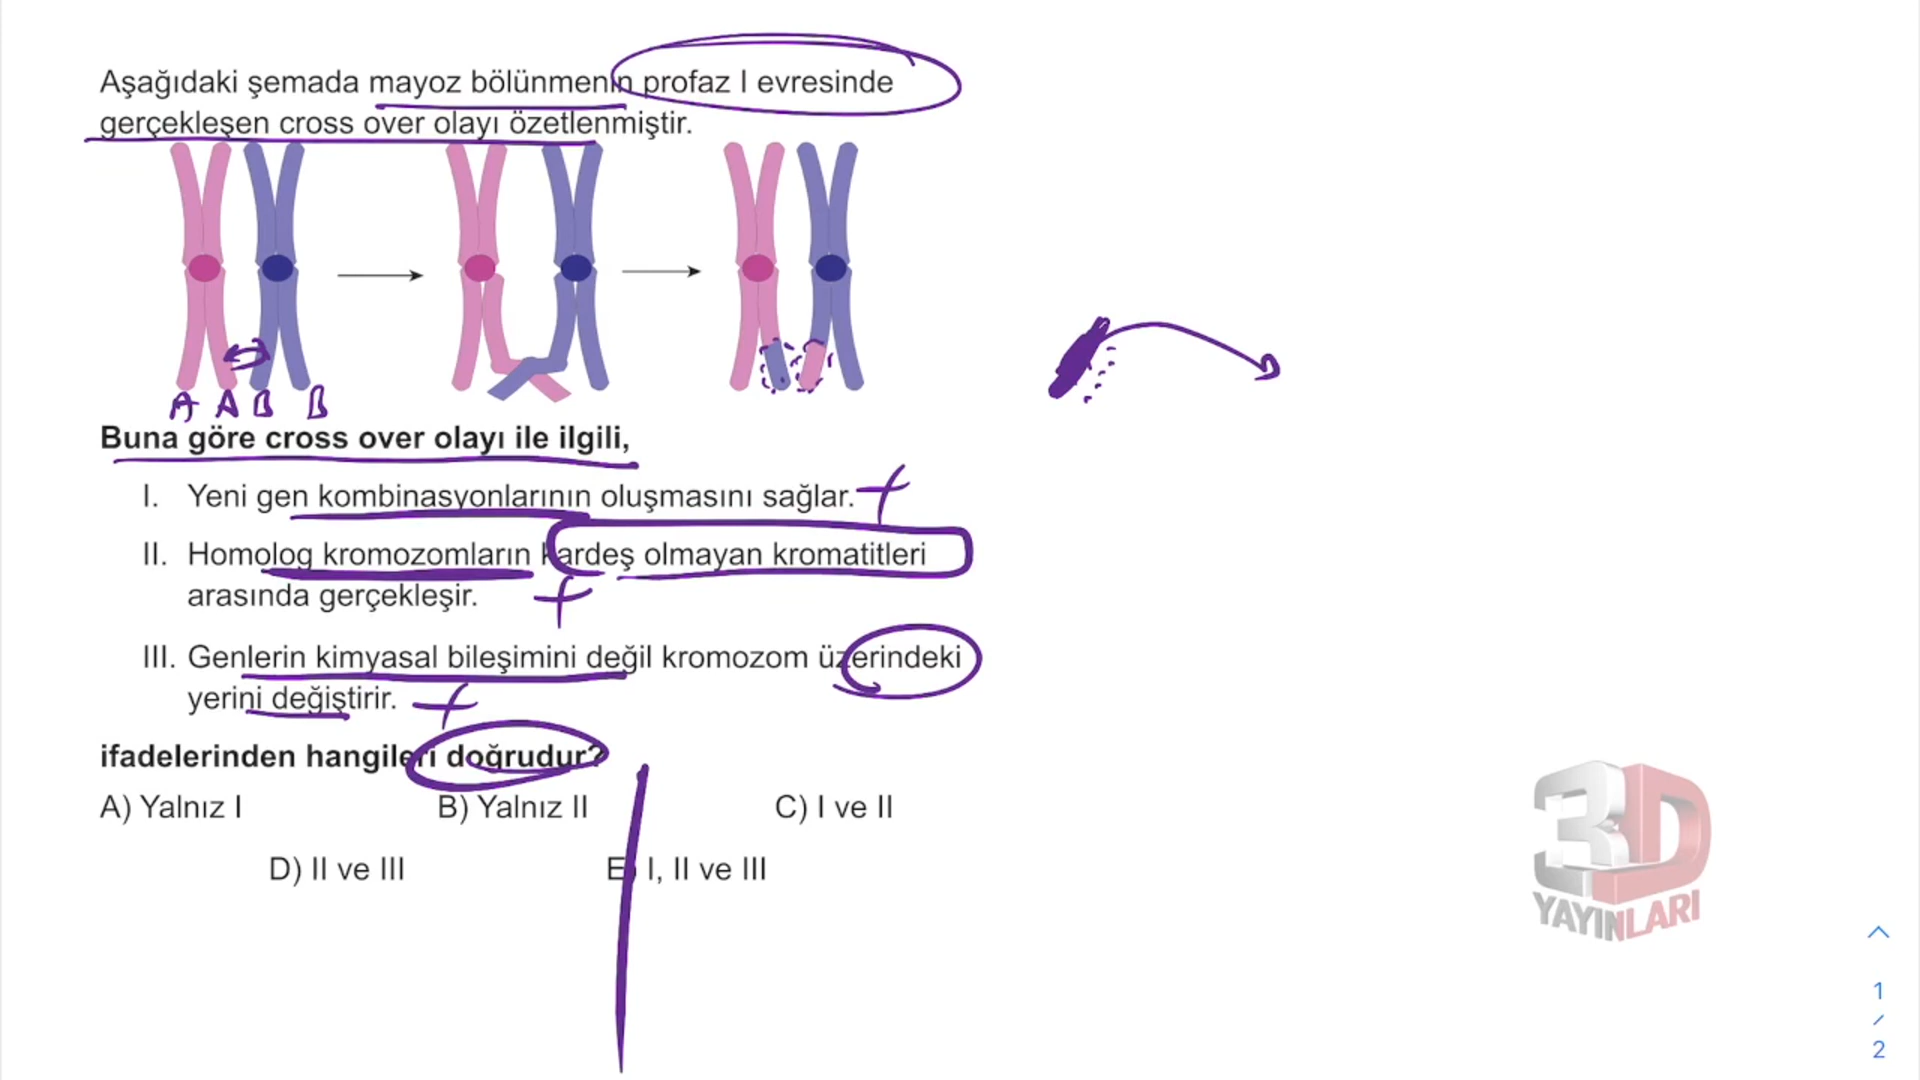 Aşağıdaki şemada mayoz bölünmenin profaz I evresinde
gerçekleşen cross over olayı özetlenmiştir.
A A B B
Buna göre cross over olayı ile ilgili,
I. Yeni gen kombinasyonlarının oluşmasını sağlar. +
II. Homolog kromozomların kardeş olmayan kromatitleri
arasında gerçekleşir. +
III. Genlerin kimyasal bileşimini değil kromozom üzerindeki
yerini değiştirir. +
ifadelerinden hangileri doğrudur?
A) Yalnız I B) Yalnız II C) I ve II
D) II ve III E) I, II ve III
3D
YAYINLARI
1
/
2